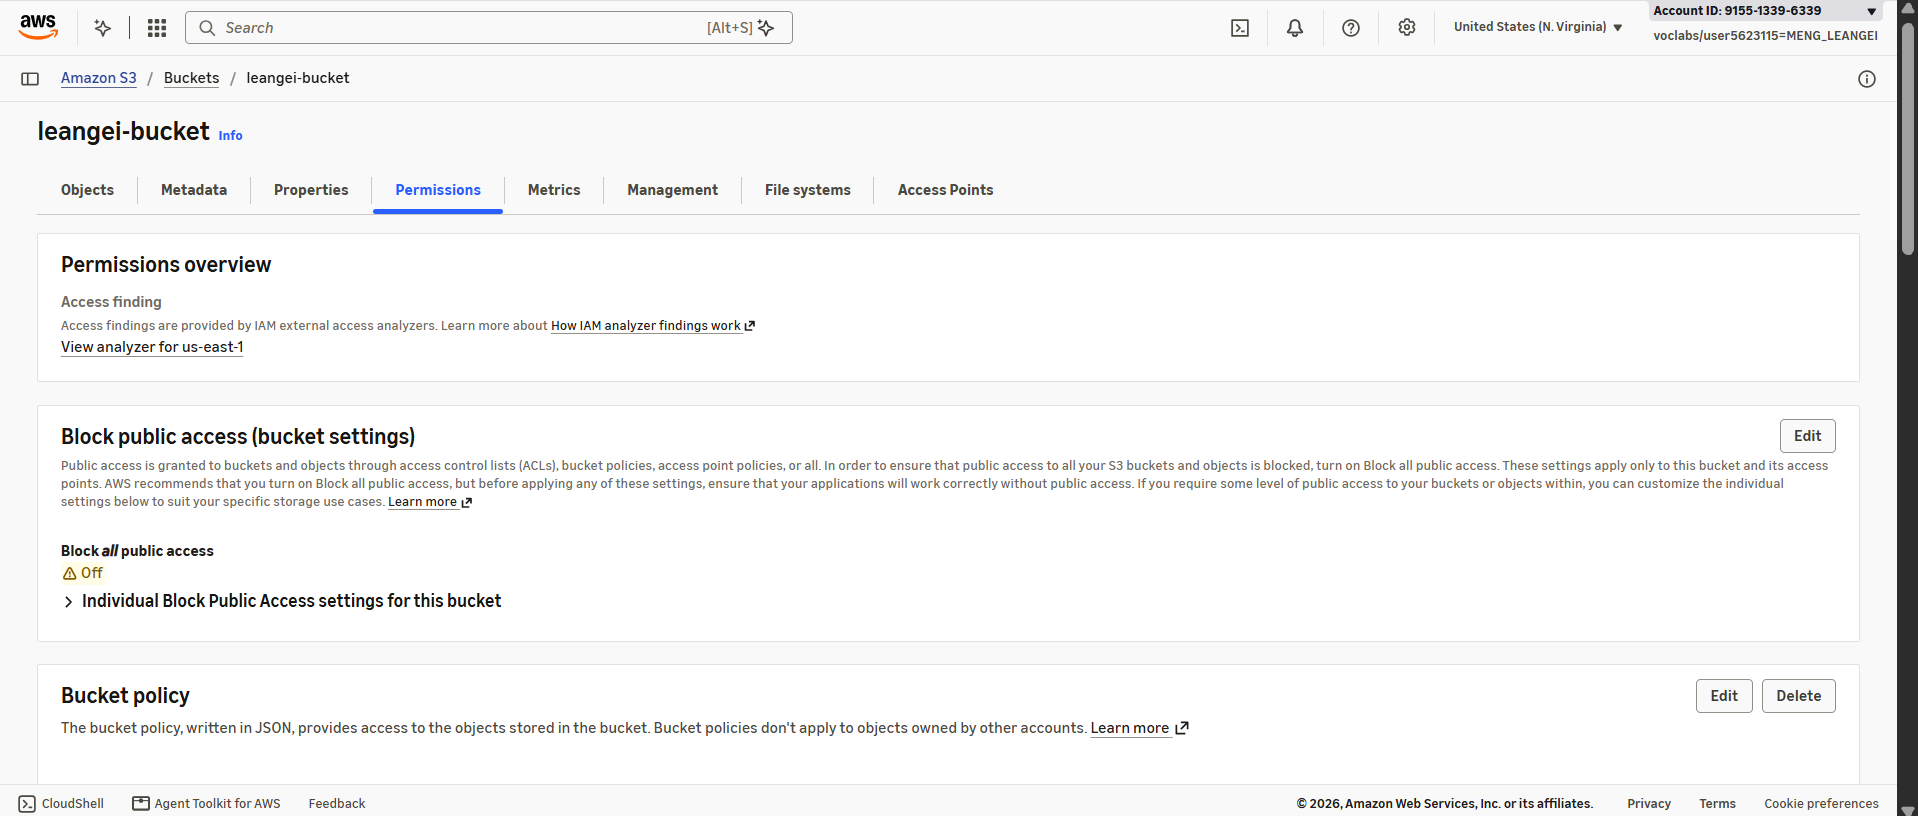 aws
Search [Alt+S]
United States (N. Virginia)
Account ID: 9155-1339-6339
voclabs/user5623115=MENG_LEANGEI
Amazon S3 / Buckets / leangei-bucket
leangei-bucket Info
Objects Metadata Properties Permissions Metrics Management File systems Access Points
Permissions overview
Access finding
Access findings are provided by IAM external access analyzers. Learn more about How IAM analyzer findings work
View analyzer for us-east-1
Block public access (bucket settings)
Edit
Public access is granted to buckets and objects through access control lists (ACLs), bucket policies, access point policies, or all. In order to ensure that public access to all your S3 buckets and objects is blocked, turn on Block all public access. These settings apply only to this bucket and its access
points. AWS recommends that you turn on Block all public access, but before applying any of these settings, ensure that your applications will work correctly without public access. If you require some level of public access to your buckets or objects within, you can customize the individual
settings below to suit your specific storage use cases. Learn more
Block all public access
Off
Individual Block Public Access settings for this bucket
Bucket policy
Edit Delete
The bucket policy, written in JSON, provides access to the objects stored in the bucket. Bucket policies don't apply to objects owned by other accounts. Learn more
CloudShell Agent Toolkit for AWS Feedback © 2026, Amazon Web Services, Inc. or its affiliates. Privacy Terms Cookie preferences